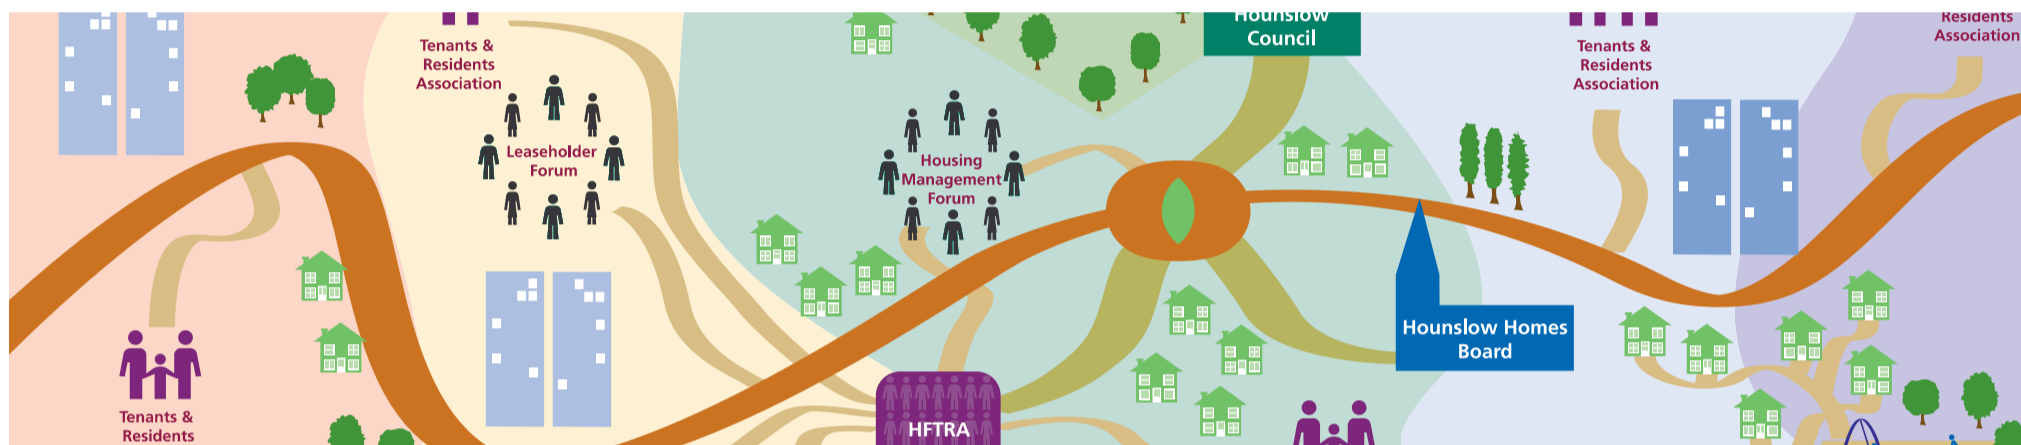 Tenants &
Residents
Association
Leaseholder
Forum
Housing
Management
Forum
Hounslow
Council
Tenants &
Residents
Association
Residents
Association
Hounslow Homes
Board
Tenants &
Residents
HFTRA